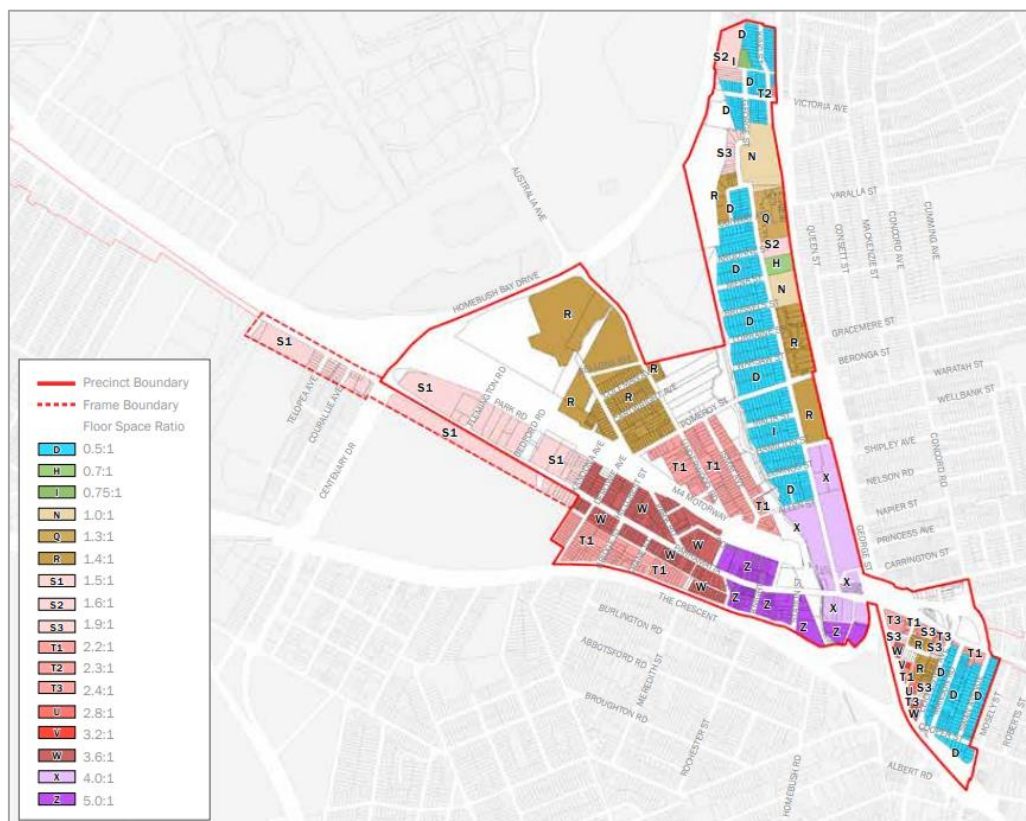 D
S2
I
D
T2
VICTORIA AVE
D
S3
N
AUSTRALIA AVE
YARALLA ST
R
D
Q
QUEEN ST
CONSETT ST
MACKENZIE ST
CONCORD AVE
CUMMING AVE
S2
D
H
HOMEBUSH BAY DRIVE
N
R
D
S1
R
GRACEMERE ST
BERONGA ST
R
D
WARATAH ST
TELOPEA AVE
COURALLIE AVE
S1
FLEMINGTON RD
PARK RD
BEDFORD RD
R
R
WELLBANK ST
POMEROY ST
R
S1
I
CENTENARY DR
S1
T1
T1
SHIPLEY AVE
CONCORD RD
X
NELSON RD
D
M4 MOTORWAY
NAPIER ST
W
W
T1
X
PRINCESS AVE
GEORGE ST
T1
W
W
CARRINGTON ST
T1
Z
X
W
THE CRESCENT
Z
Z
X
BURLINGTON RD
Z
Z
T3
T1
S3
T3
S3
R
S3
T1
ABBOTSFORD RD
MEREDITH ST
W
V
R
D
T1
D
D
U
S3
BROUGHTON RD
T3
W
MOSELY ST
ROBERTS ST
COOPER ST
ROCHESTER ST
D
HOMEBUSH RD
ALBERT RD
Precinct Boundary
Frame Boundary
Floor Space Ratio
D 0.5:1
H 0.7:1
I 0.75:1
N 1.0:1
Q 1.3:1
R 1.4:1
S1 1.5:1
S2 1.6:1
S3 1.9:1
T1 2.2:1
T2 2.3:1
T3 2.4:1
U 2.8:1
V 3.2:1
W 3.6:1
X 4.0:1
Z 5.0:1